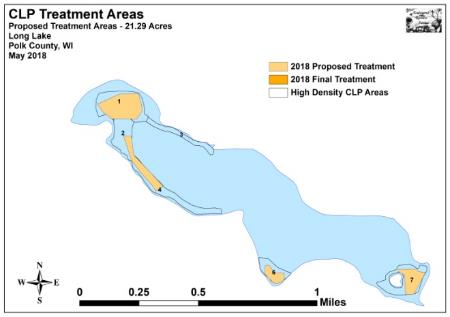 CLP Treatment Areas
Proposed Treatment Areas - 21.29 Acres
Long Lake
Polk County, WI
May 2018
2018 Proposed Treatment
2018 Final Treatment
High Density CLP Areas
1
2
3
4
6
7
N
W E
S
0 0.25 0.5 1
Miles